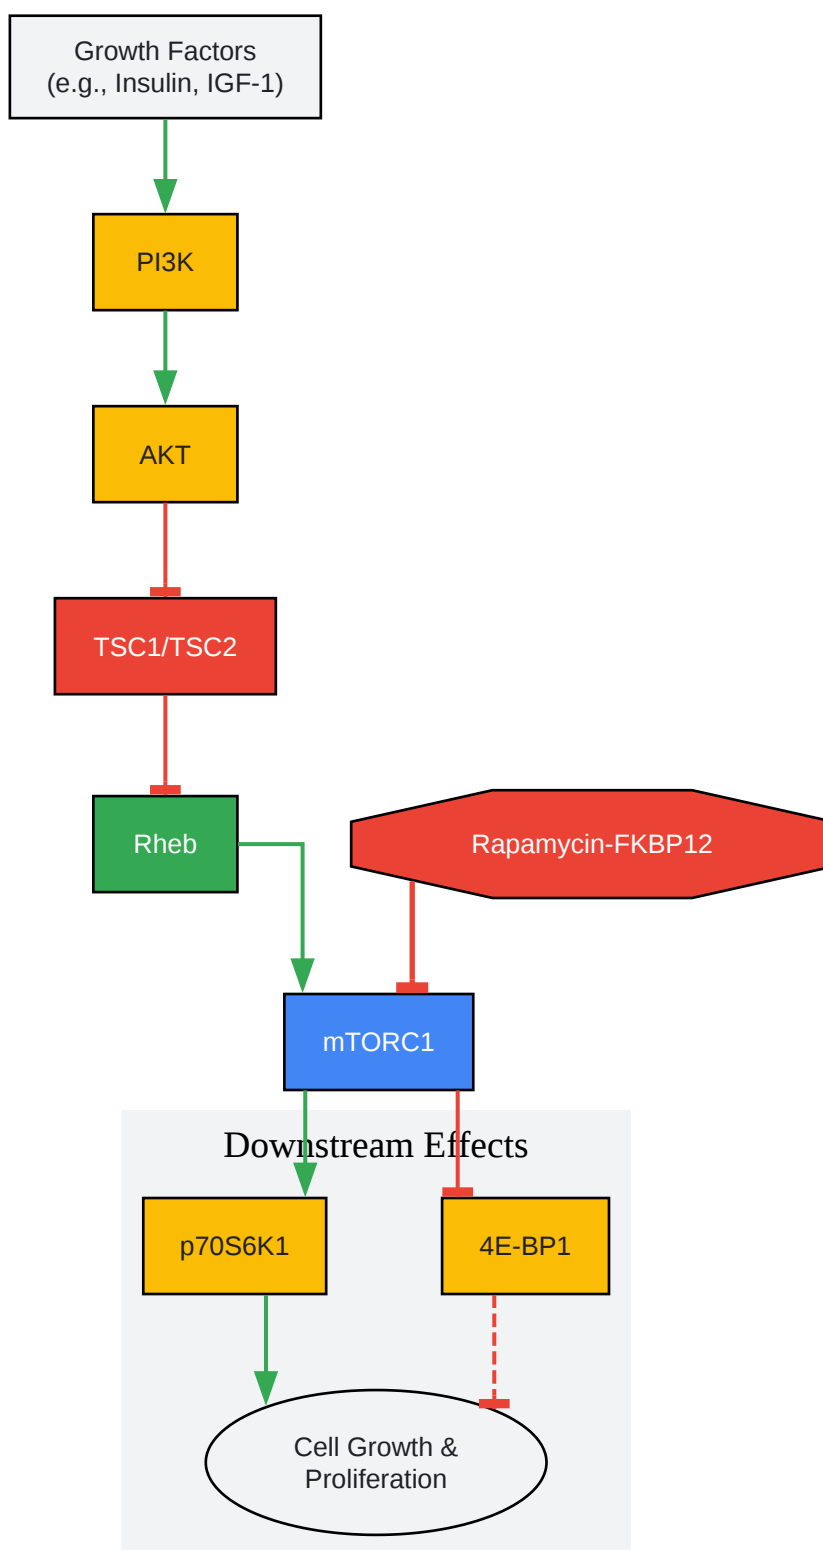 Growth Factors
(e.g., Insulin, IGF-1)
PI3K
AKT
TSC1/TSC2
Rheb
Rapamycin-FKBP12
mTORC1
Downstream Effects
p70S6K1
4E-BP1
Cell Growth &
Proliferation